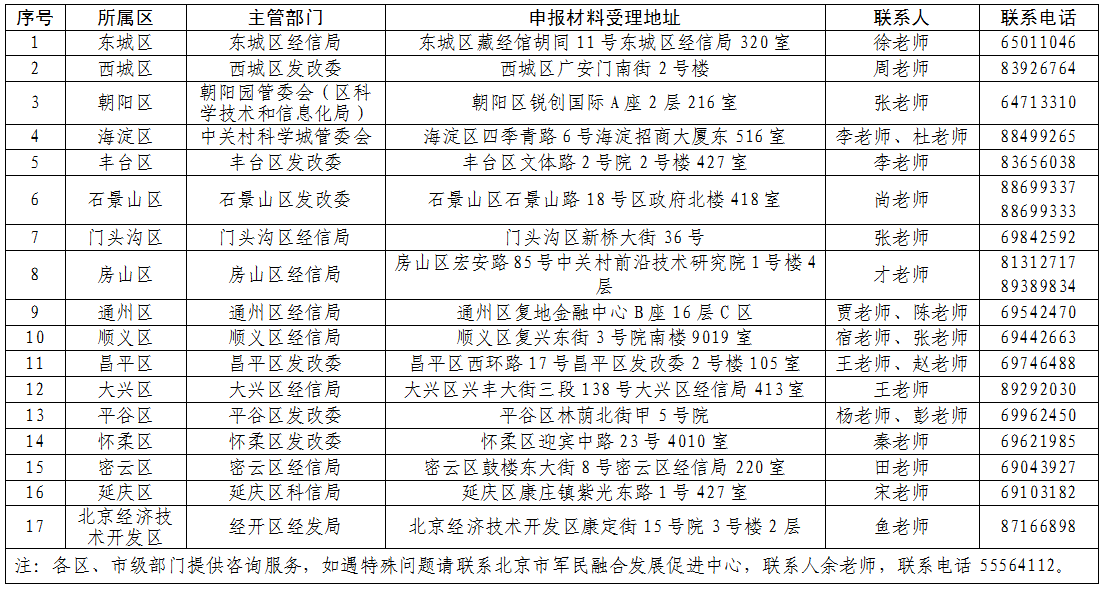 序号 所属区 主管部门 申报材料受理地址 联系人 联系电话
1 东城区 东城区经信局 东城区藏经馆胡同11号东城区经信局320室 徐老师 65011046
2 西城区 西城区发改委 西城区广安门南街2号楼 周老师 83926764
3 朝阳区 朝阳园管委会（区科
学技术和信息化局） 朝阳区锐创国际A座2层216室 张老师 64713310
4 海淀区 中关村科学城管委会 海淀区四季青路6号海淀招商大厦东516室 李老师、杜老师 88499265
5 丰台区 丰台区发改委 丰台区文体路2号院2号楼427室 李老师 83656038
6 石景山区 石景山区发改委 石景山区石景山路18号区政府北楼418室 尚老师 88699337
88699333
7 门头沟区 门头沟区经信局 门头沟区新桥大街36号 张老师 69842592
8 房山区 房山区经信局 房山区宏安路85号中关村前沿技术研究院1号楼4
层 才老师 81312717
89389834
9 通州区 通州区经信局 通州区复地金融中心B座16层C区 贾老师、陈老师 69542470
10 顺义区 顺义区经信局 顺义区复兴东街3号院南楼9019室 宿老师、张老师 69442663
11 昌平区 昌平区发改委 昌平区西环路17号昌平区发改委2号楼105室 王老师、赵老师 69746488
12 大兴区 大兴区经信局 大兴区兴丰大街三段138号大兴区经信局413室 王老师 89292030
13 平谷区 平谷区发改委 平谷区林荫北街甲5号院 杨老师、彭老师 69962450
14 怀柔区 怀柔区发改委 怀柔区迎宾中路23号4010室 秦老师 69621985
15 密云区 密云区经信局 密云区鼓楼东大街8号密云区经信局220室 田老师 69043927
16 延庆区 延庆区科信局 延庆区康庄镇紫光东路1号427室 宋老师 69103182
17 北京经济技
术开发区 经开区经发局 北京经济技术开发区康定街15号院3号楼2层 鱼老师 87166898
注：各区、市级部门提供咨询服务，如遇特殊问题请联系北京市军民融合发展促进中心，联系人余老师，联系电话55564112。